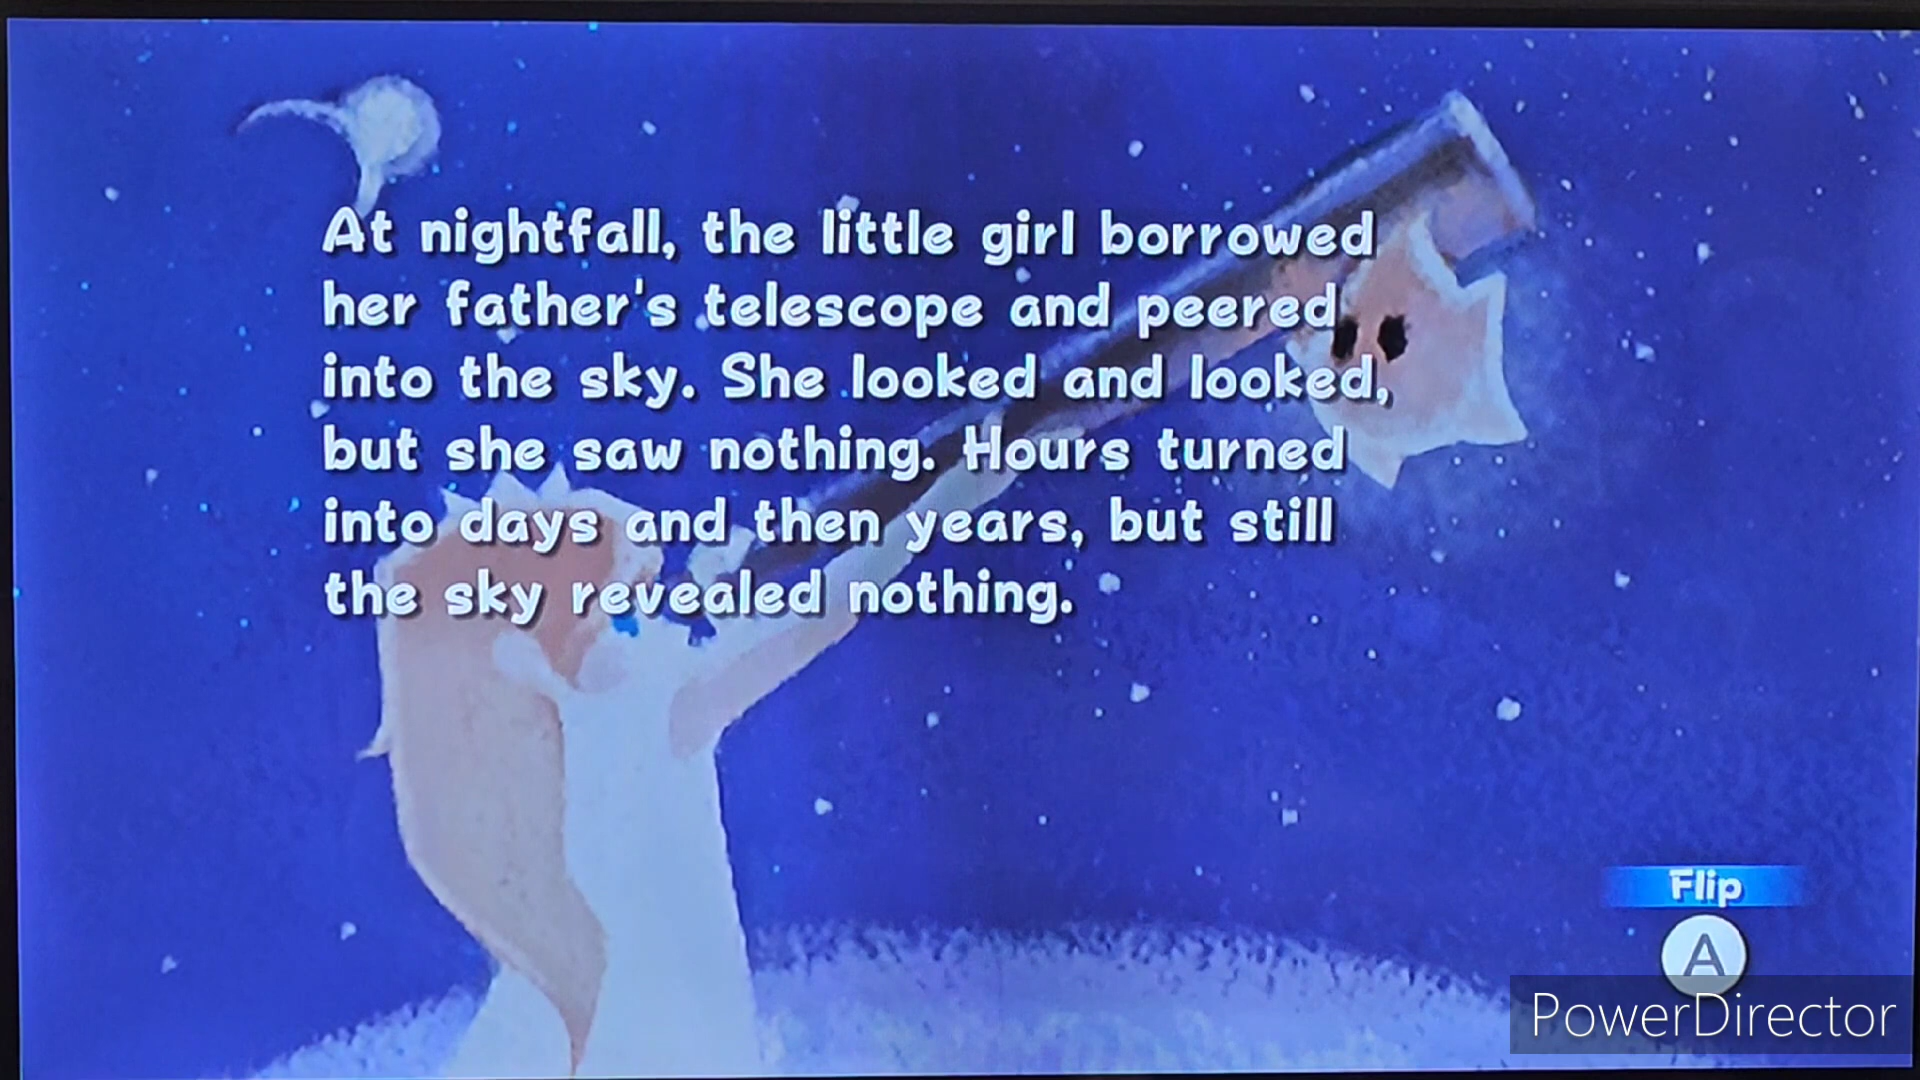 At nightfall, the little girl borrowed
her father's telescope and peered
into the sky. She looked and looked,
but she saw nothing. Hours turned
into days and then years, but still
the sky revealed nothing.
Flip
A
PowerDirector